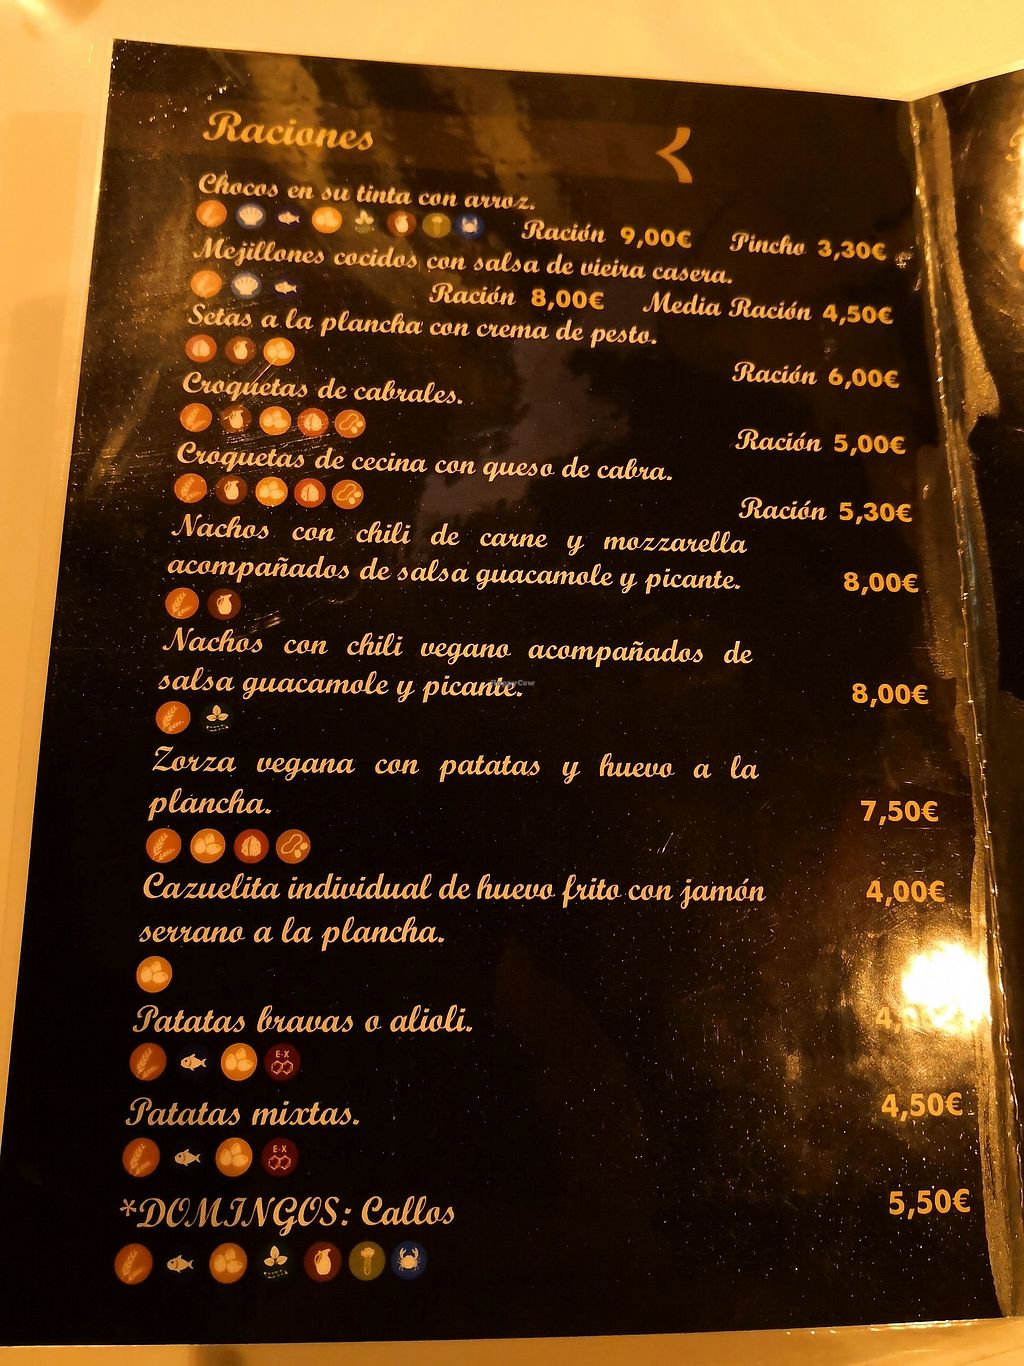 Raciones
Chocos en su tinta con arroz.
Ración 9,00€ Pincho 3,30€
Mejillones cocidos con salsa de vieira casera.
Ración 8,00€ Media Ración 4,50€
Setas a la plancha con crema de pesto.
Ración 6,00€
Croquetas de cabrales.
Ración 5,00€
Croquetas de cecina con queso de cabra.
Ración 5,30€
Nachos con chili de carne y mozzarella
acompañados de salsa guacamole y picante. 8,00€
Nachos con chili vegano acompañados de
salsa guacamole y picante. 8,00€
Zorza vegana con patatas y huevo a la
plancha. 7,50€
Cazuelita individual de huevo frito con jamón 4,00€
serrano a la plancha.
Patatas bravas o alioli.
E-X
Patatas mixtas. 4,50€
E-X
*DOMINGOS: Callos 5,50€